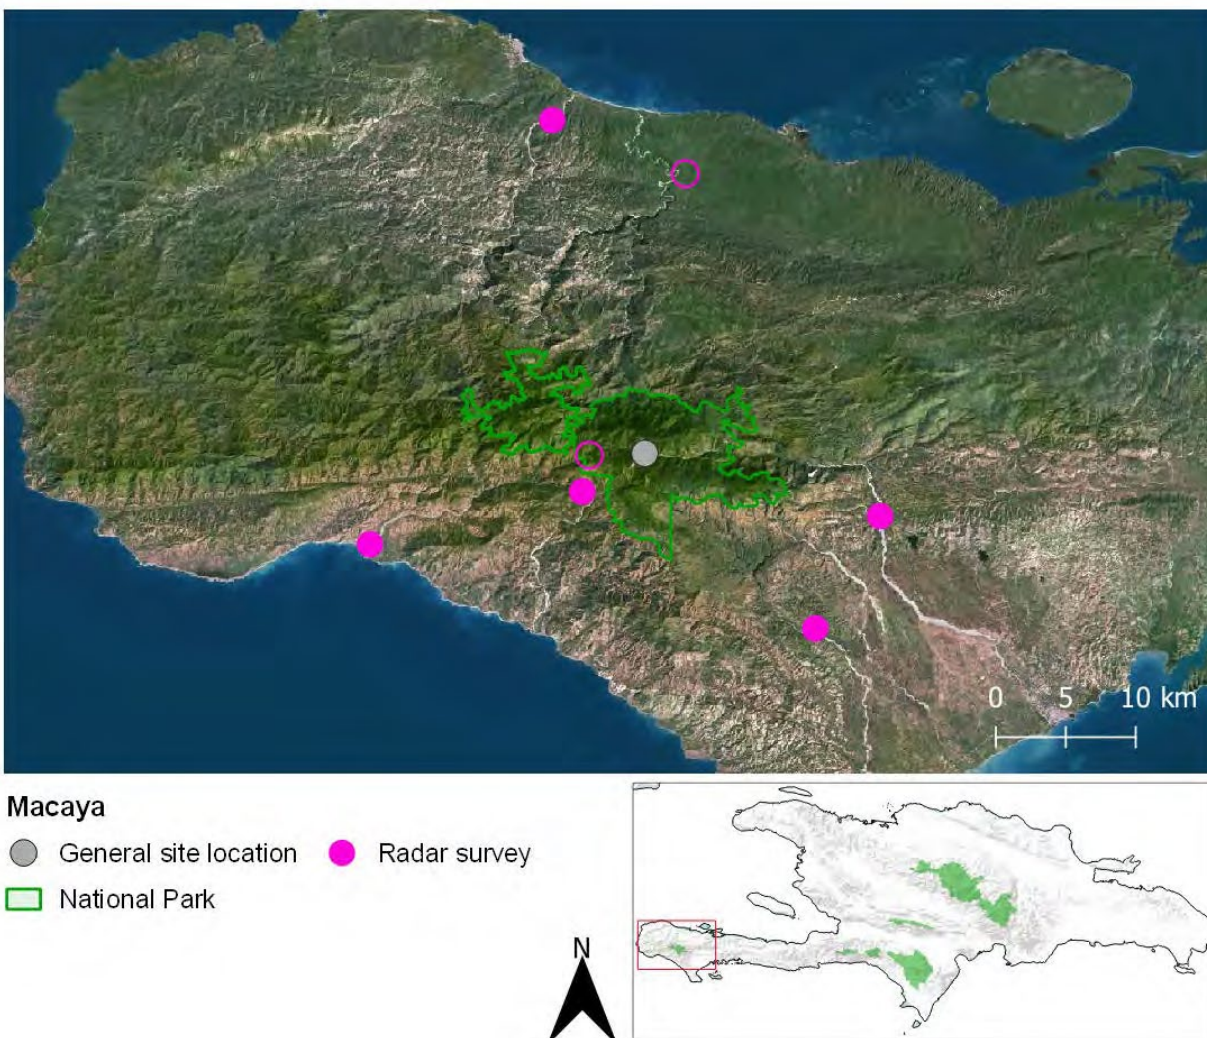 0 5 10 km
Macaya
General site location
Radar survey
National Park
N